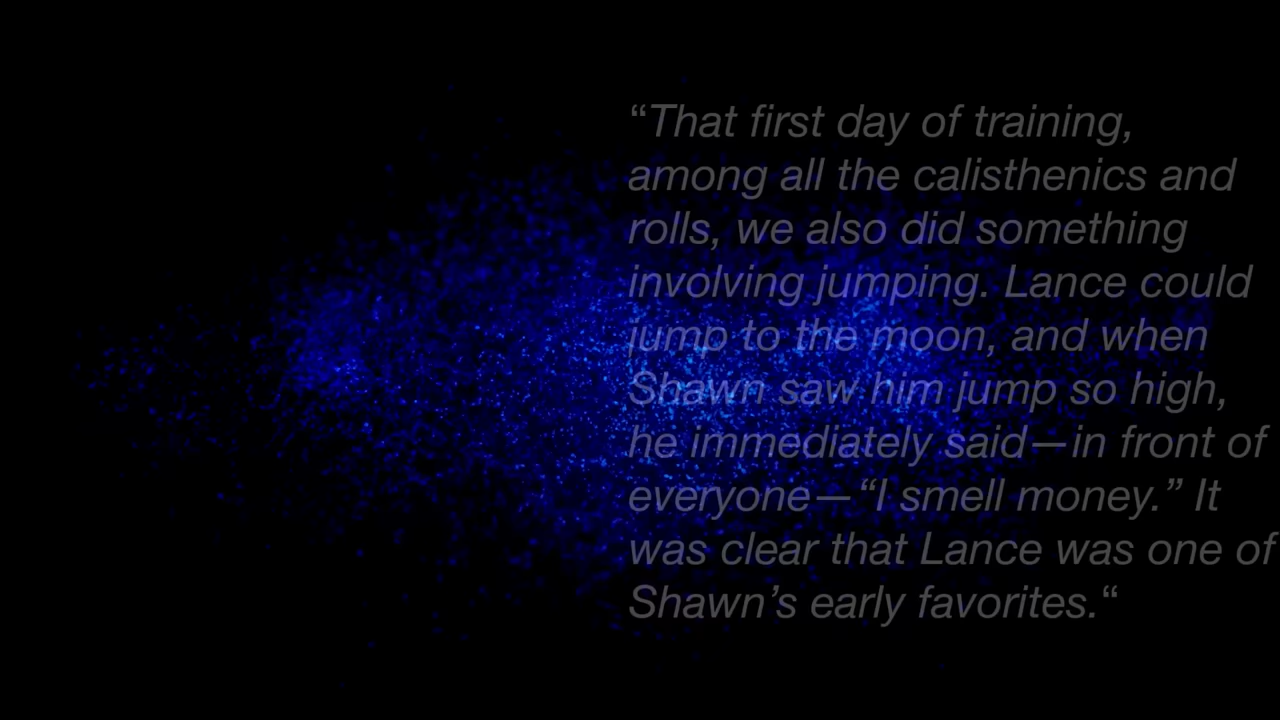 “That first day of training,
among all the calisthenics and
rolls, we also did something
involving jumping. Lance could
jump to the moon, and when
Shawn saw him jump so high,
he immediately said—in front of
everyone—“I smell money.” It
was clear that Lance was one of
Shawn’s early favorites.“